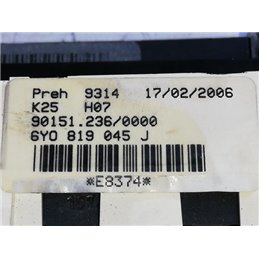 Preh 9314 17/02/2006
K25 H07
90151.236/0000
6Y0 819 045 J
*E8374*